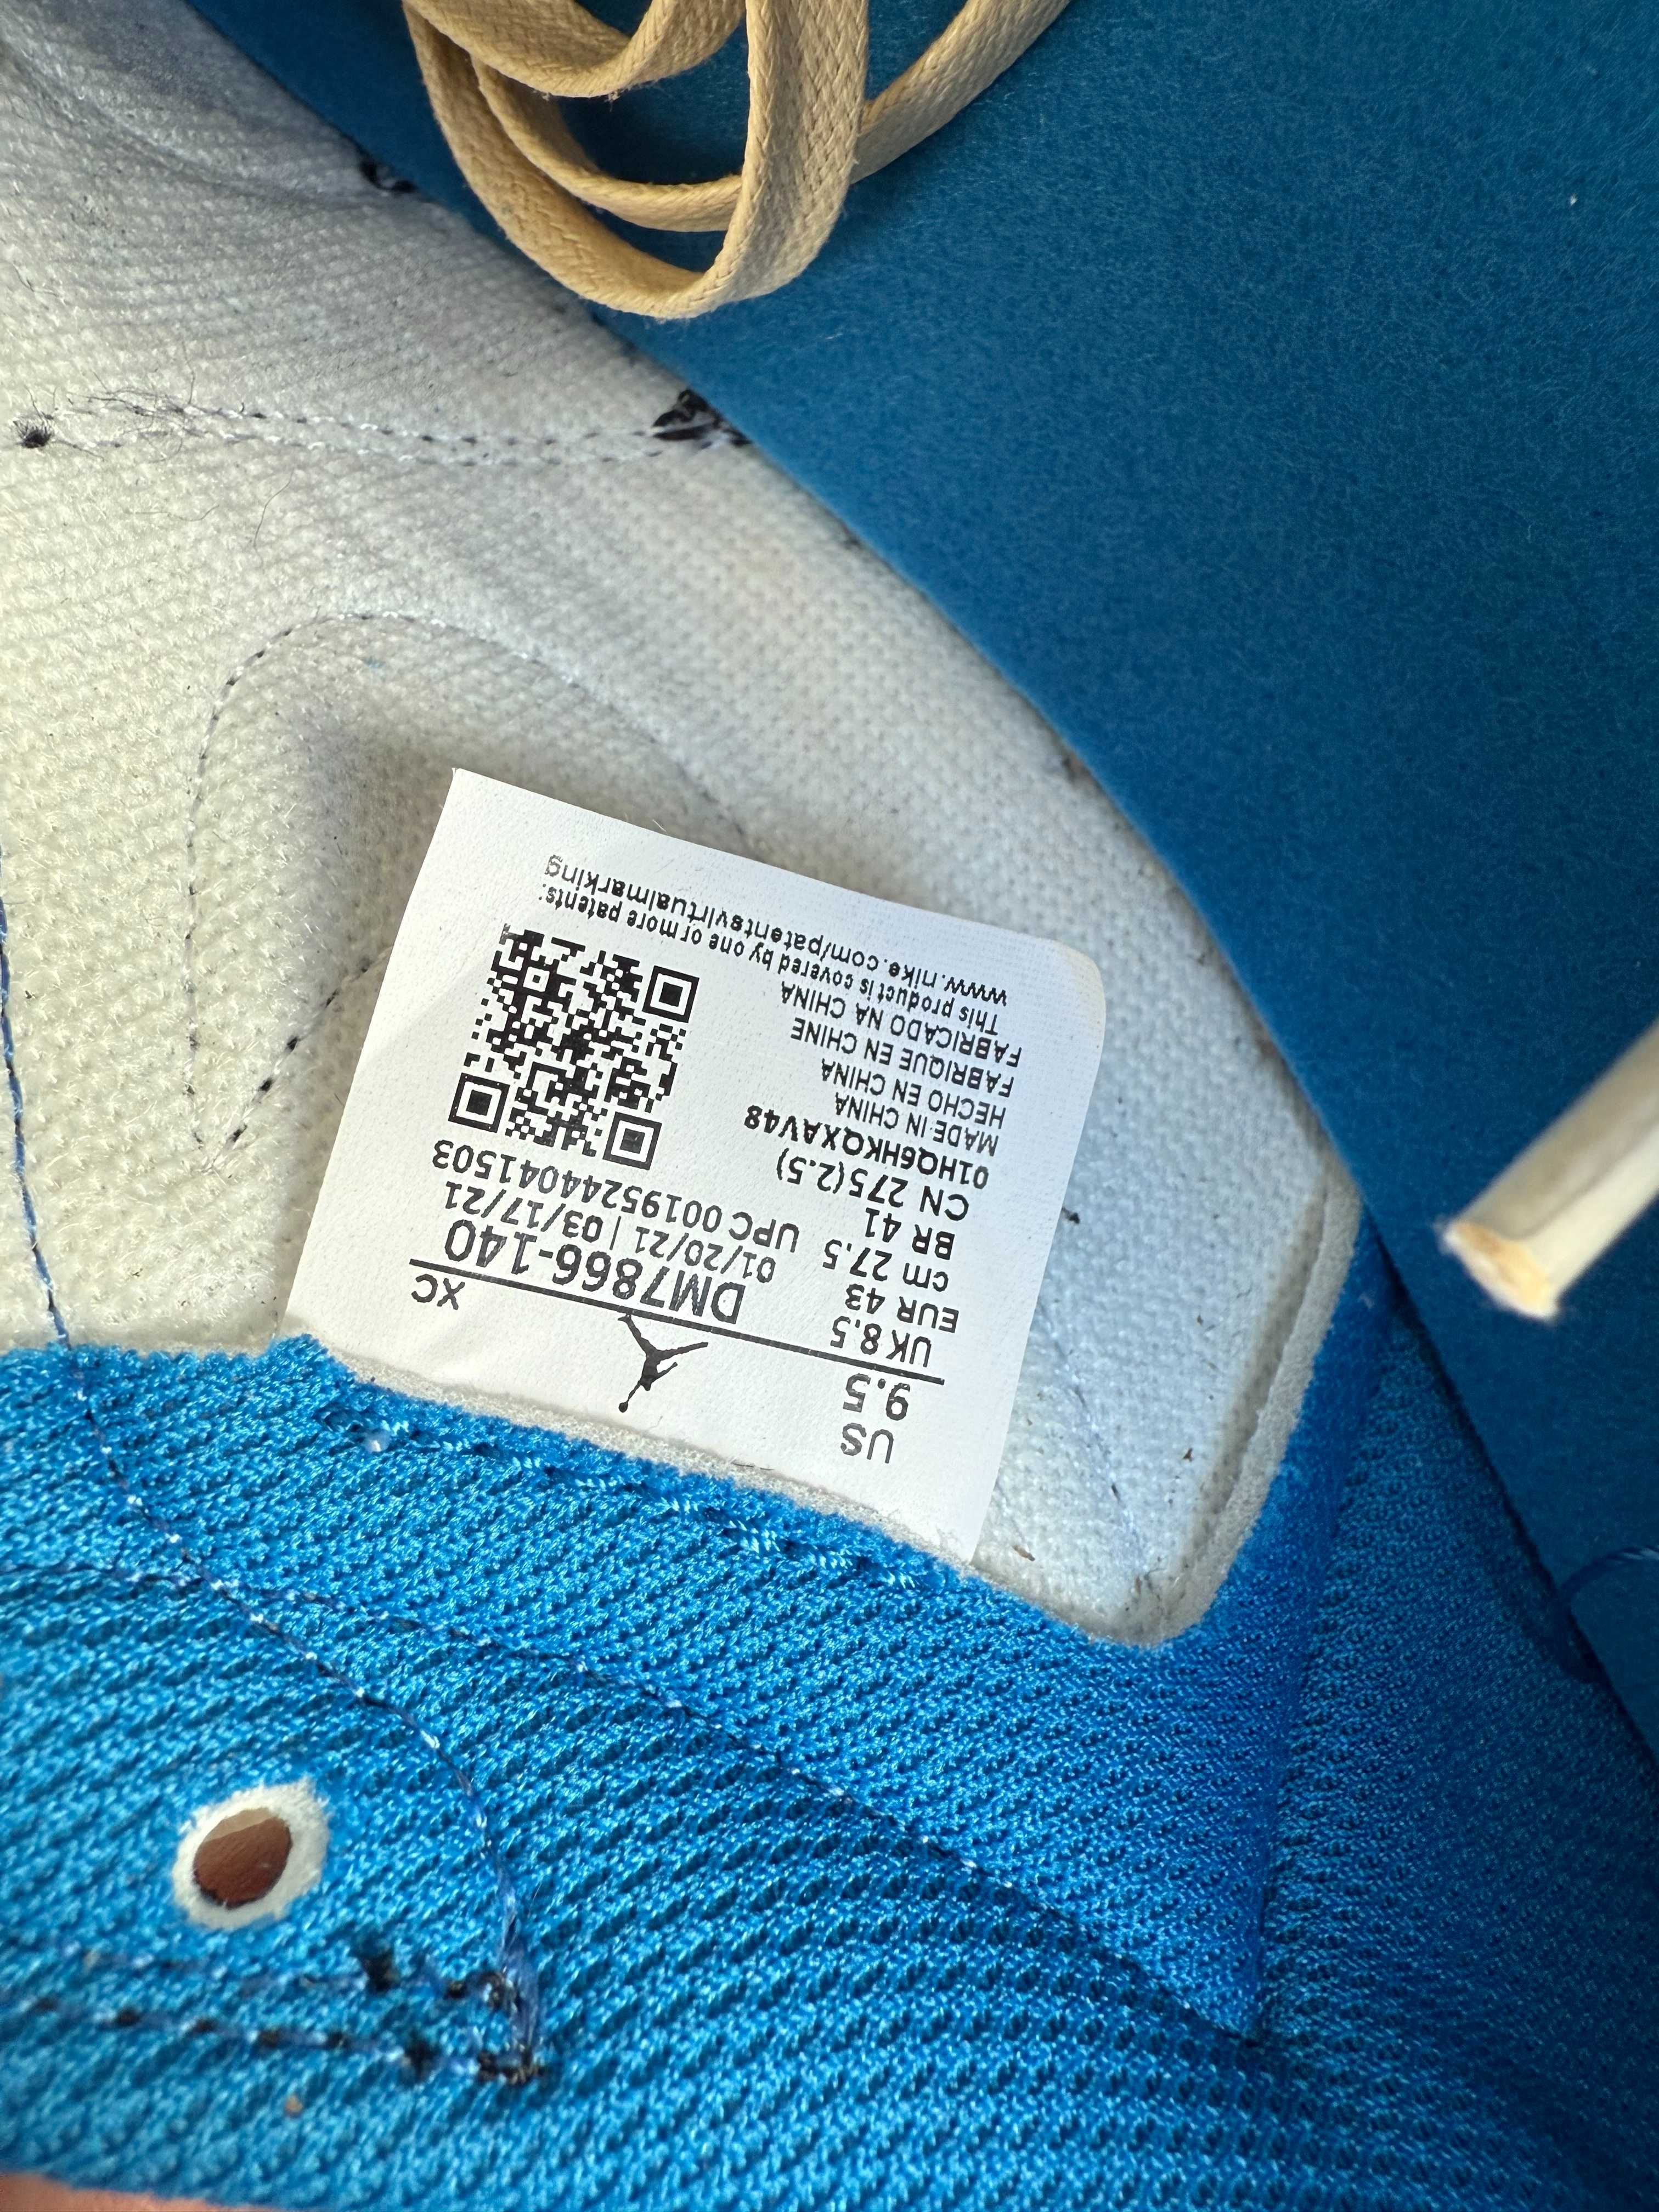 US
9.5
XC
UK 8.5
EUR 43
cm 27.5
BR 41
CN 275(2.5)
DM7866-140
01/20/21 | 03/17/21
UPC 00195244041503
01HQ6HKQXAV48
MADE IN CHINA
HECHO EN CHINA
FABRIQUE EN CHINE
FABRICADO NA CHINA
This product is covered by one or more patents:
www.nike.com/patentsvirtualmarking